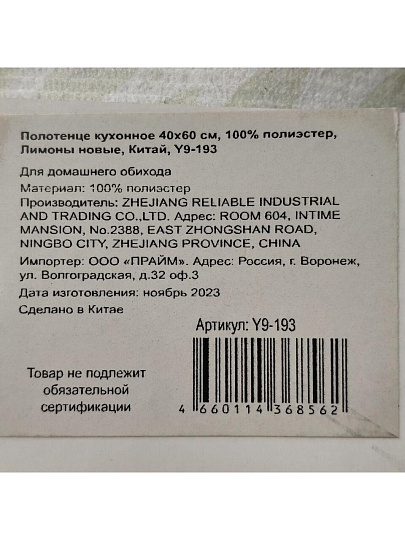 Полотенце кухонное 40х60 см, 100% полиэстер,
Лимоны новые, Китай, Y9-193
Для домашнего обихода
Материал: 100% полиэстер
Производитель: ZHEJIANG RELIABLE INDUSTRIAL
AND TRADING CO.,LTD. Адрес: ROOM 604, INTIME
MANSION, No.2388, EAST ZHONGSHAN ROAD,
NINGBO CITY, ZHEJIANG PROVINCE, CHINA
Импортер: ООО «ПРАЙМ». Адрес: Россия, г. Воронеж,
ул. Волгоградская, д.32 оф.3
Дата изготовления: ноябрь 2023
Сделано в Китае
Артикул: Y9-193
Товар не подлежит
обязательной
сертификации
4 660114 368562